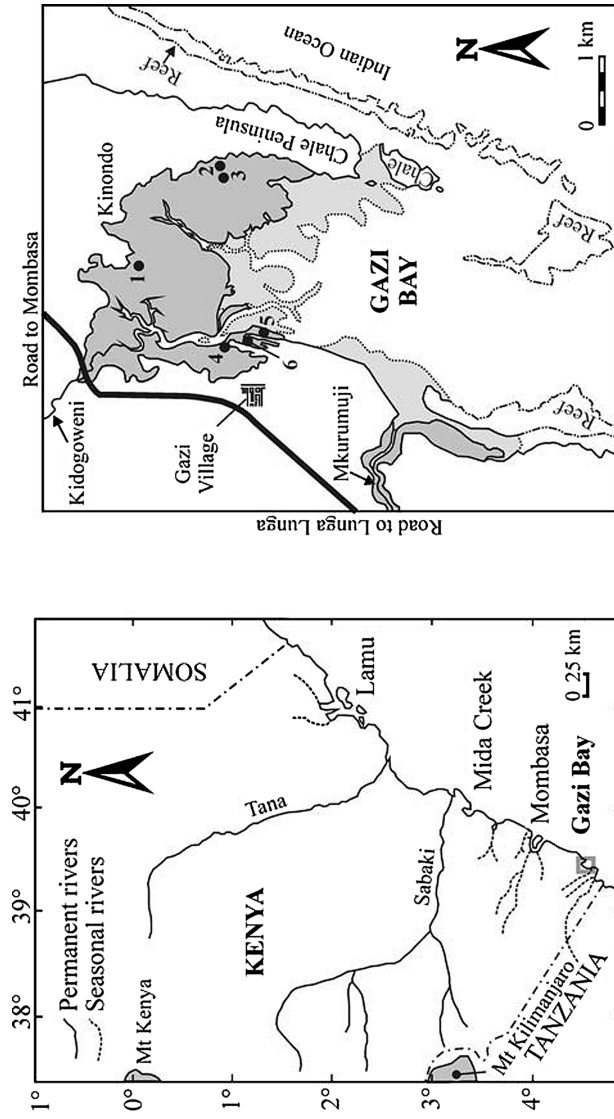 38°
39°
40°
41°
1°
0°
1°
2°
3°
4°
Permanent rivers
Seasonal rivers
N
Mt Kenya
SOMALIA
Tana
Lamu
KENYA
Sabaki
Mida Creek
Mombasa
Gazi Bay
Mt Kilimanjaro
TANZANIA
0 25 km
Road to Mombasa
Kidogoweni
Kinondo
Reef
1
2
3
4
5
6
Gazi
Village
Chale Peninsula
Chale
Indian Ocean
GAZI
BAY
Mkurumuji
Road to Lunga Lunga
Reef
Reef
N
0
1 km